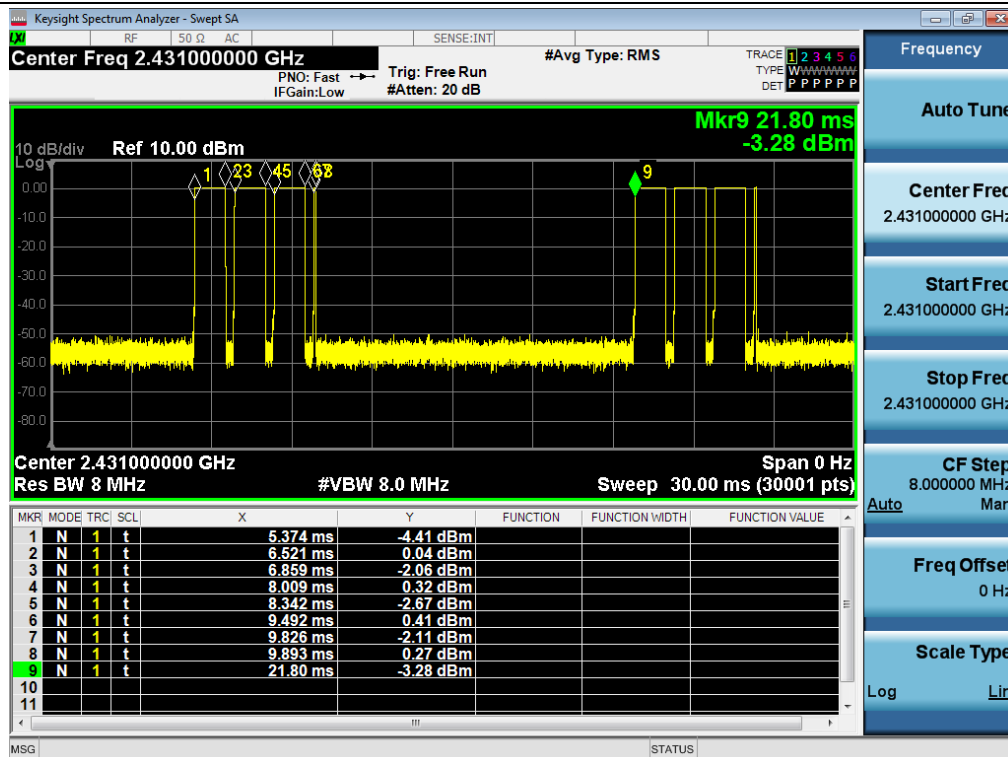 Keysight Spectrum Analyzer - Swept SA
LXI RF 50 Ω AC SENSE:INT
Center Freq 2.431000000 GHz
PNO: Fast
IFGain:Low
Trig: Free Run
#Atten: 20 dB
#Avg Type: RMS
TRACE 1 2 3 4 5 6
TYPE WWWWWW
DET P P P P P P
Mkr9 21.80 ms
-3.28 dBm
10 dB/div Ref 10.00 dBm
Log
0.00
-10.0
-20.0
-30.0
-40.0
-50.0
-60.0
-70.0
-80.0
1 2 3 4 5 6 7 8 9
Center 2.431000000 GHz Span 0 Hz
Res BW 8 MHz #VBW 8.0 MHz Sweep 30.00 ms (30001 pts)
MKR MODE TRC SCL X Y FUNCTION FUNCTION WIDTH FUNCTION VALUE
1 N 1 t 5.374 ms -4.41 dBm
2 N 1 t 6.521 ms 0.04 dBm
3 N 1 t 6.859 ms -2.06 dBm
4 N 1 t 8.009 ms 0.32 dBm
5 N 1 t 8.342 ms -2.67 dBm
6 N 1 t 9.492 ms 0.41 dBm
7 N 1 t 9.826 ms -2.11 dBm
8 N 1 t 9.893 ms 0.27 dBm
9 N 1 t 21.80 ms -3.28 dBm
10
11
MSG STATUS
Frequency
Auto Tune
Center Freq
2.431000000 GHz
Start Freq
2.431000000 GHz
Stop Freq
2.431000000 GHz
CF Step
8.000000 MHz
Auto Man
Freq Offset
0 Hz
Scale Type
Log Lin